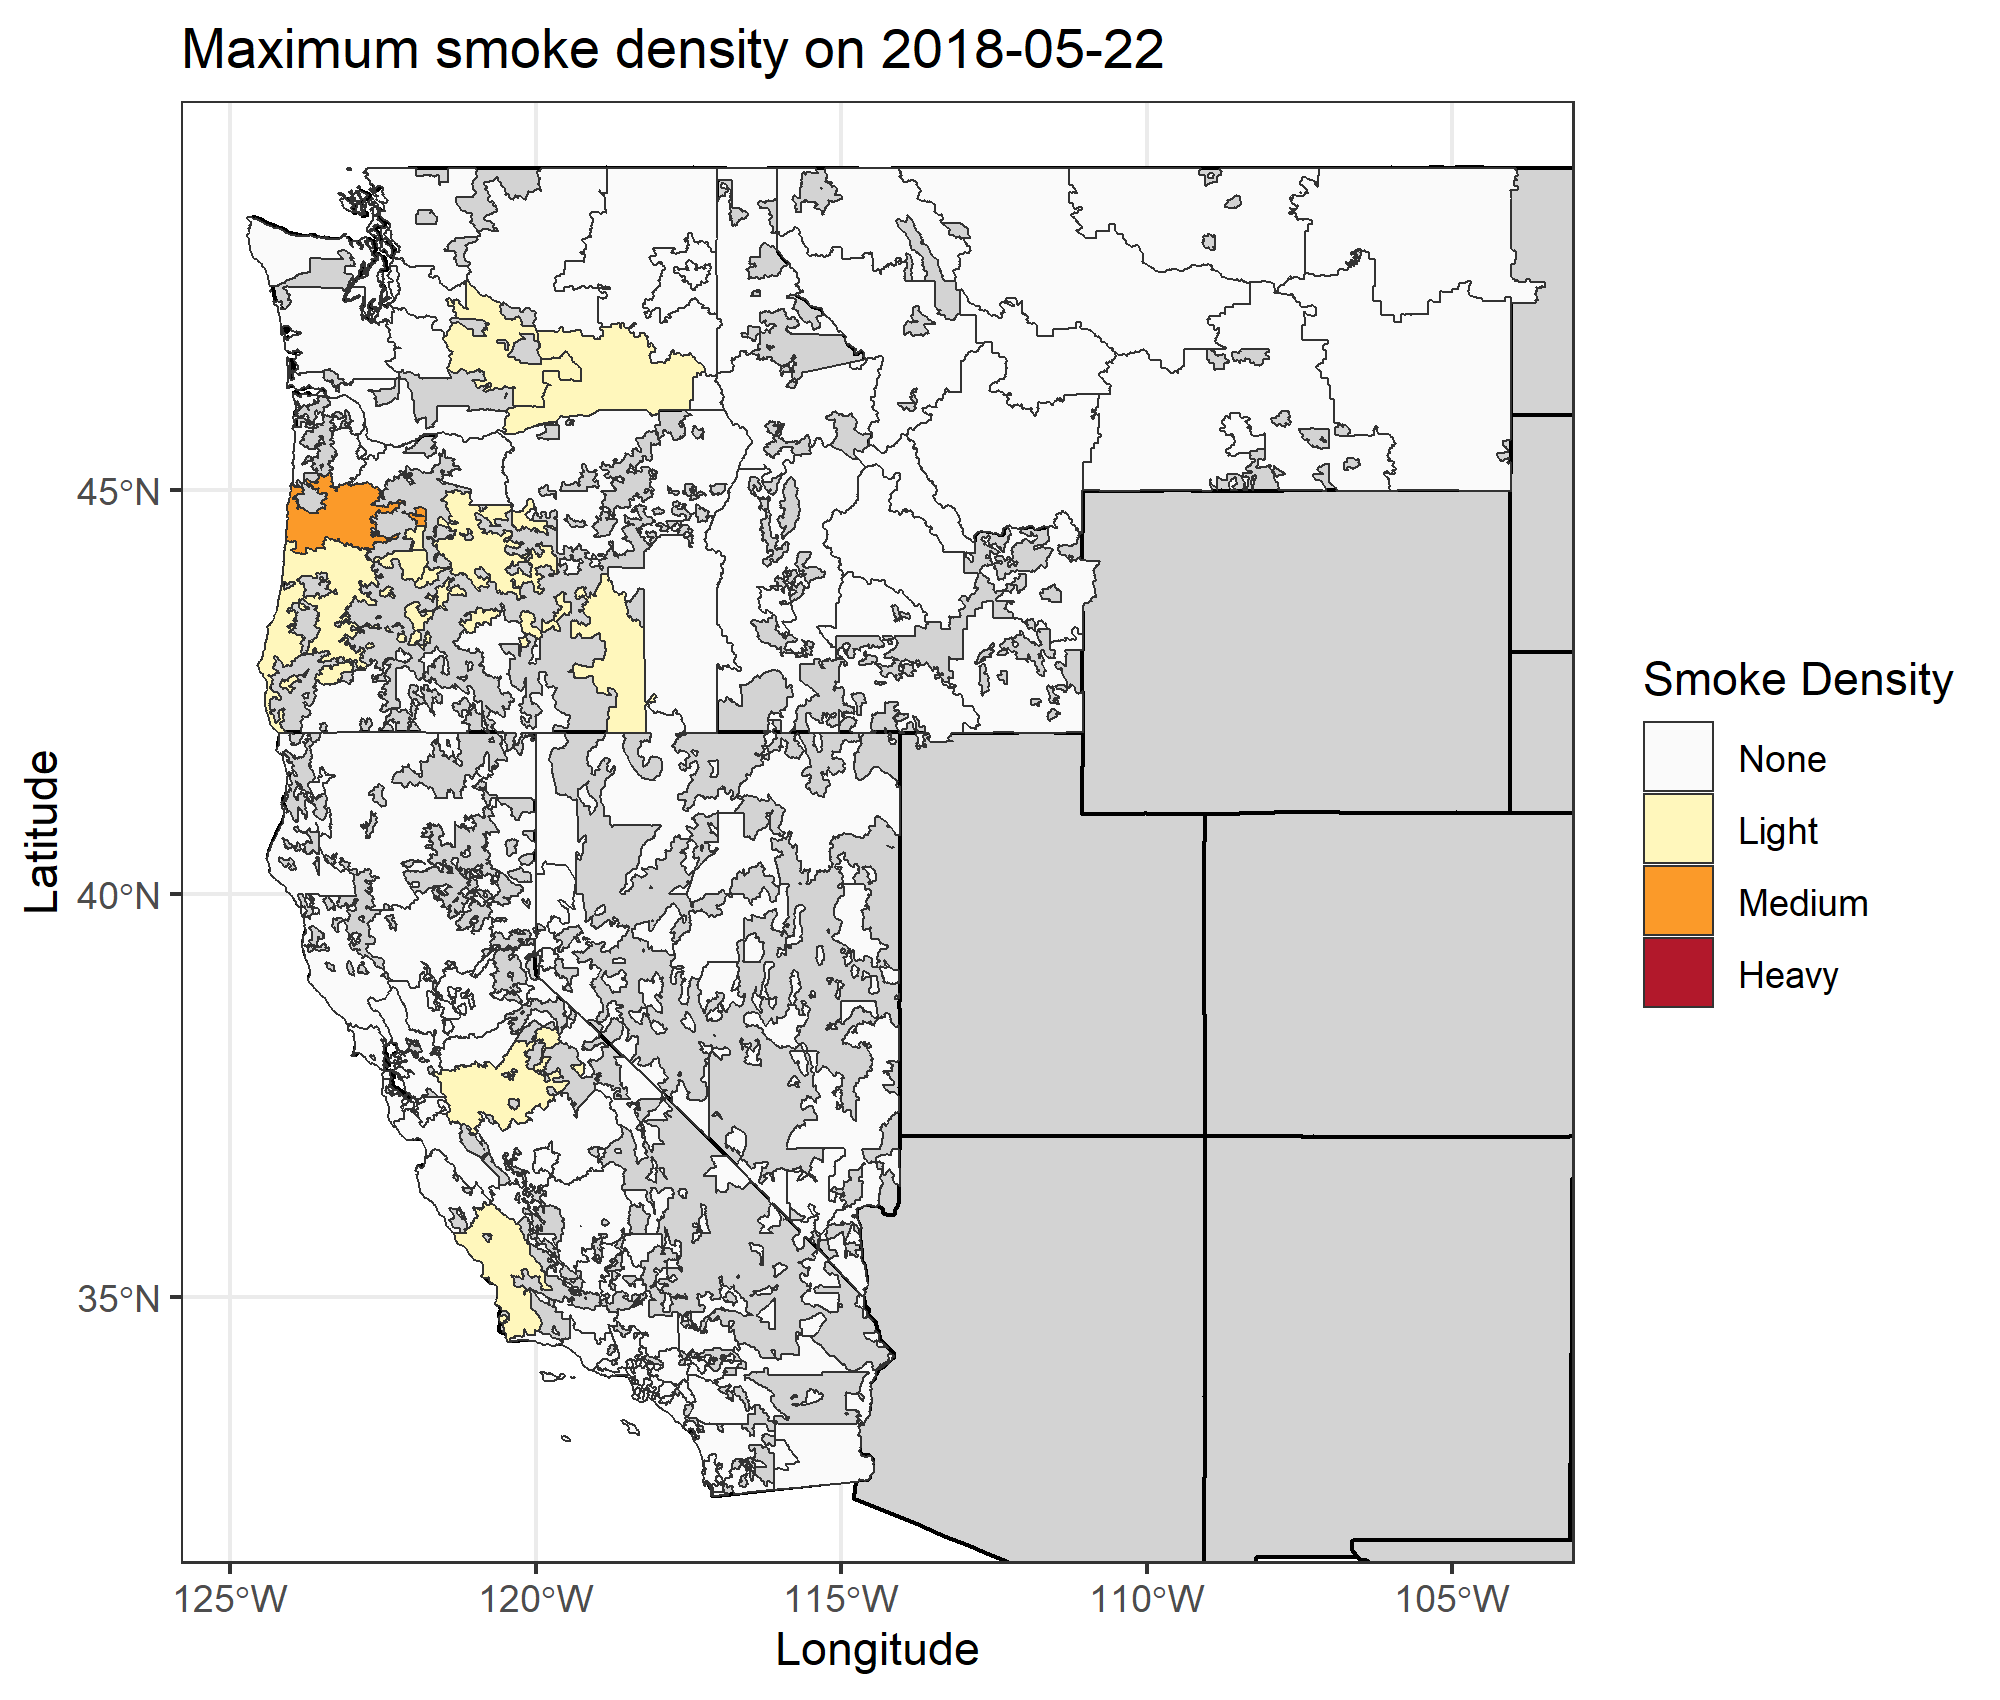 Maximum smoke density on 2018-05-22
Latitude
45°N
40°N
35°N
125°W
120°W
115°W
110°W
105°W
Longitude
Smoke Density
None
Light
Medium
Heavy